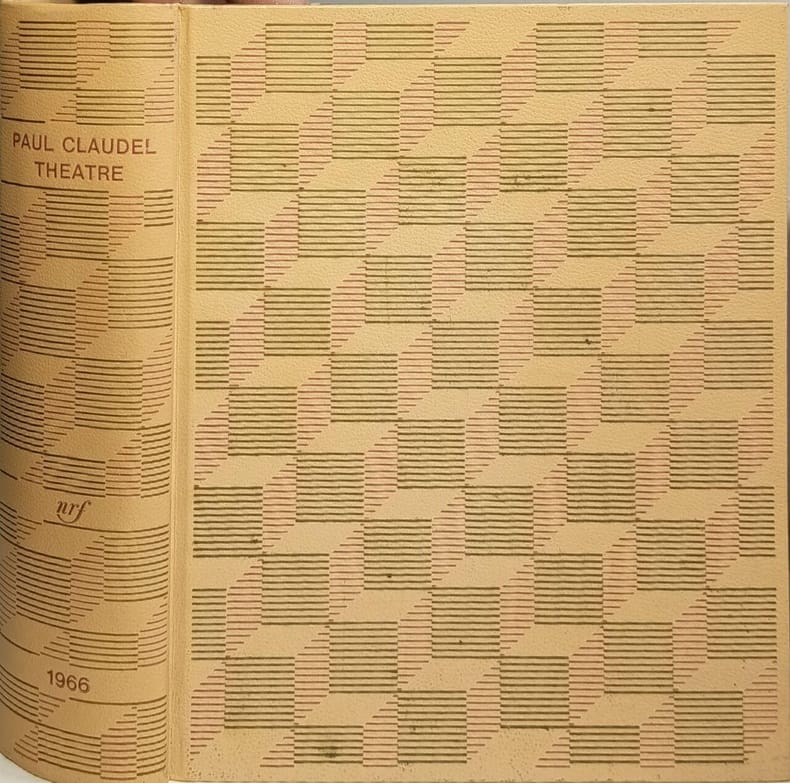 PAUL CLAUDEL
THEATRE
nrf
1966